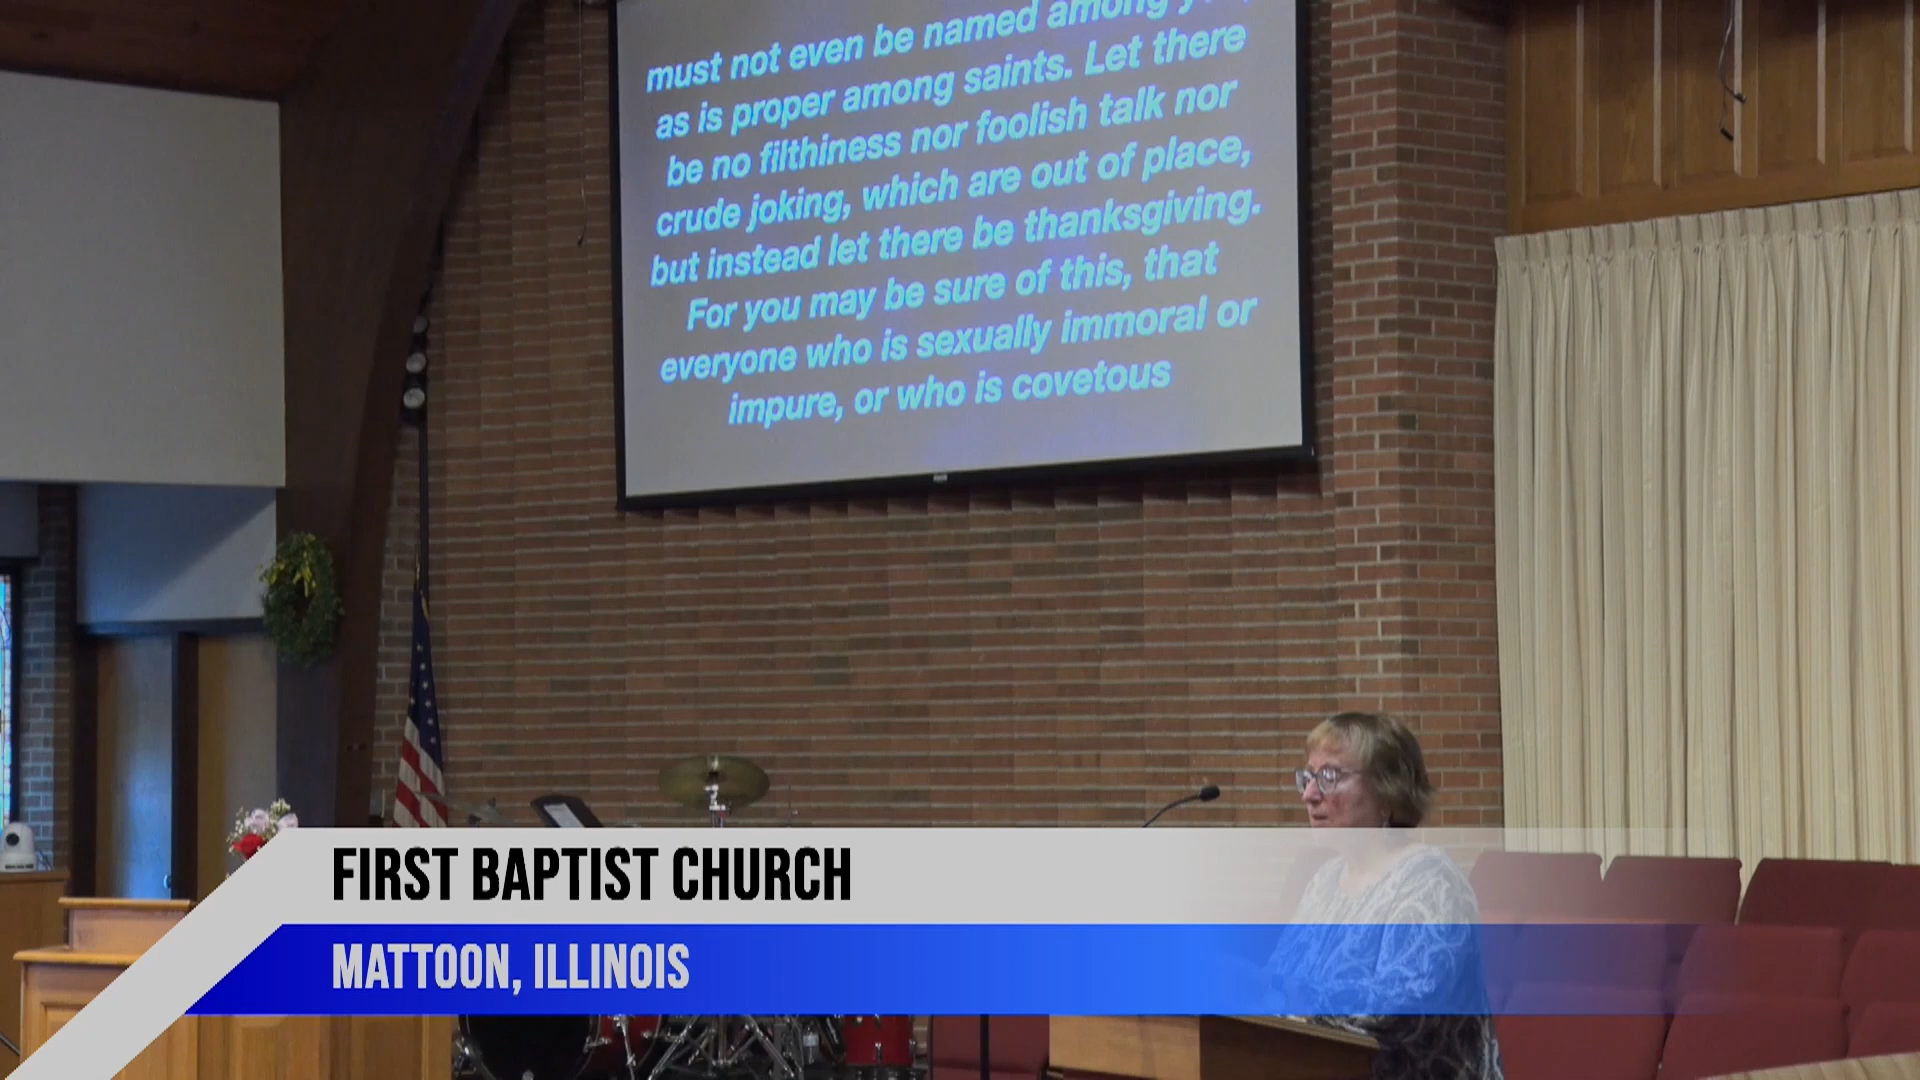 must not even be named among
as is proper among saints. Let there
be no filthiness nor foolish talk nor
crude joking, which are out of place,
but instead let there be thanksgiving.
For you may be sure of this, that
everyone who is sexually immoral or
impure, or who is covetous
FIRST BAPTIST CHURCH
MATTOON, ILLINOIS